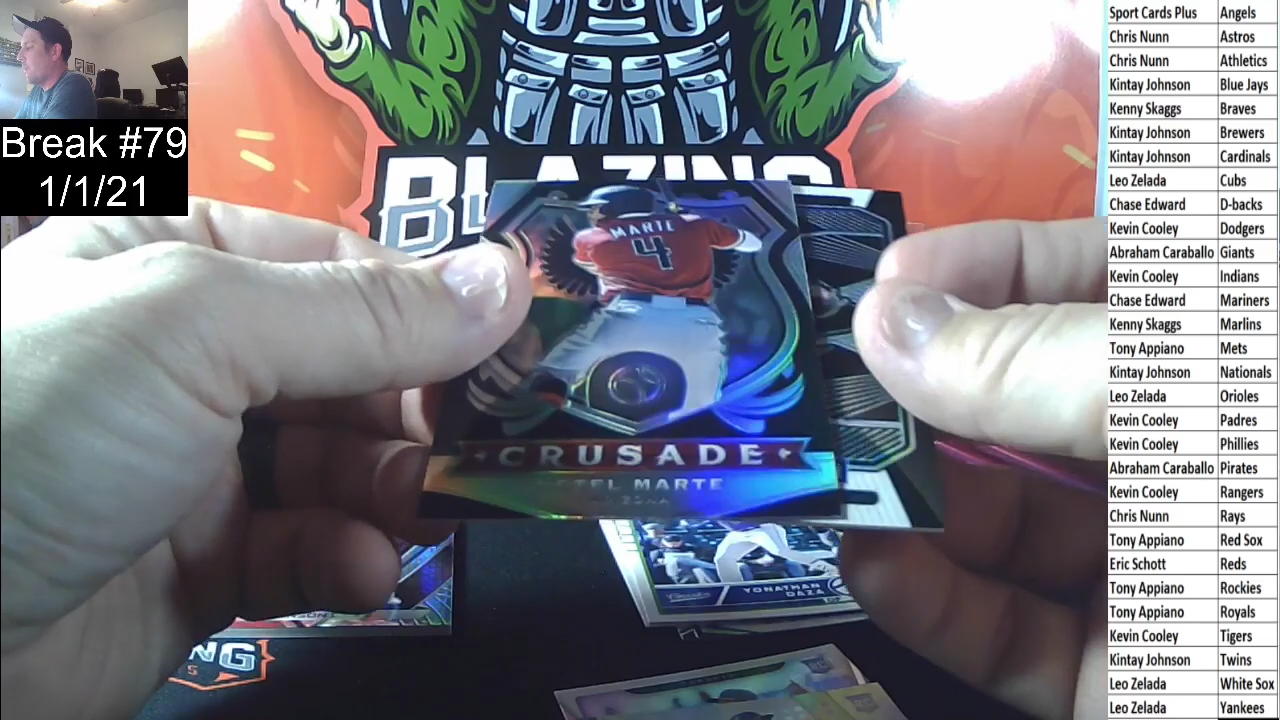 Break #79
1/1/21
BLAZING
MARTE
4
CRUSADE
MARTE
YONATHAN
DAZA
NG
Sport Cards Plus Angels
Chris Nunn Astros
Chris Nunn Athletics
Kintay Johnson Blue Jays
Kenny Skaggs Braves
Kintay Johnson Brewers
Kintay Johnson Cardinals
Leo Zelada Cubs
Chase Edward D-backs
Kevin Cooley Dodgers
Abraham Caraballo Giants
Kevin Cooley Indians
Chase Edward Mariners
Kenny Skaggs Marlins
Tony Appiano Mets
Kintay Johnson Nationals
Leo Zelada Orioles
Kevin Cooley Padres
Kevin Cooley Phillies
Abraham Caraballo Pirates
Kevin Cooley Rangers
Chris Nunn Rays
Tony Appiano Red Sox
Eric Schott Reds
Tony Appiano Rockies
Tony Appiano Royals
Kevin Cooley Tigers
Kintay Johnson Twins
Leo Zelada White Sox
Leo Zelada Yankees